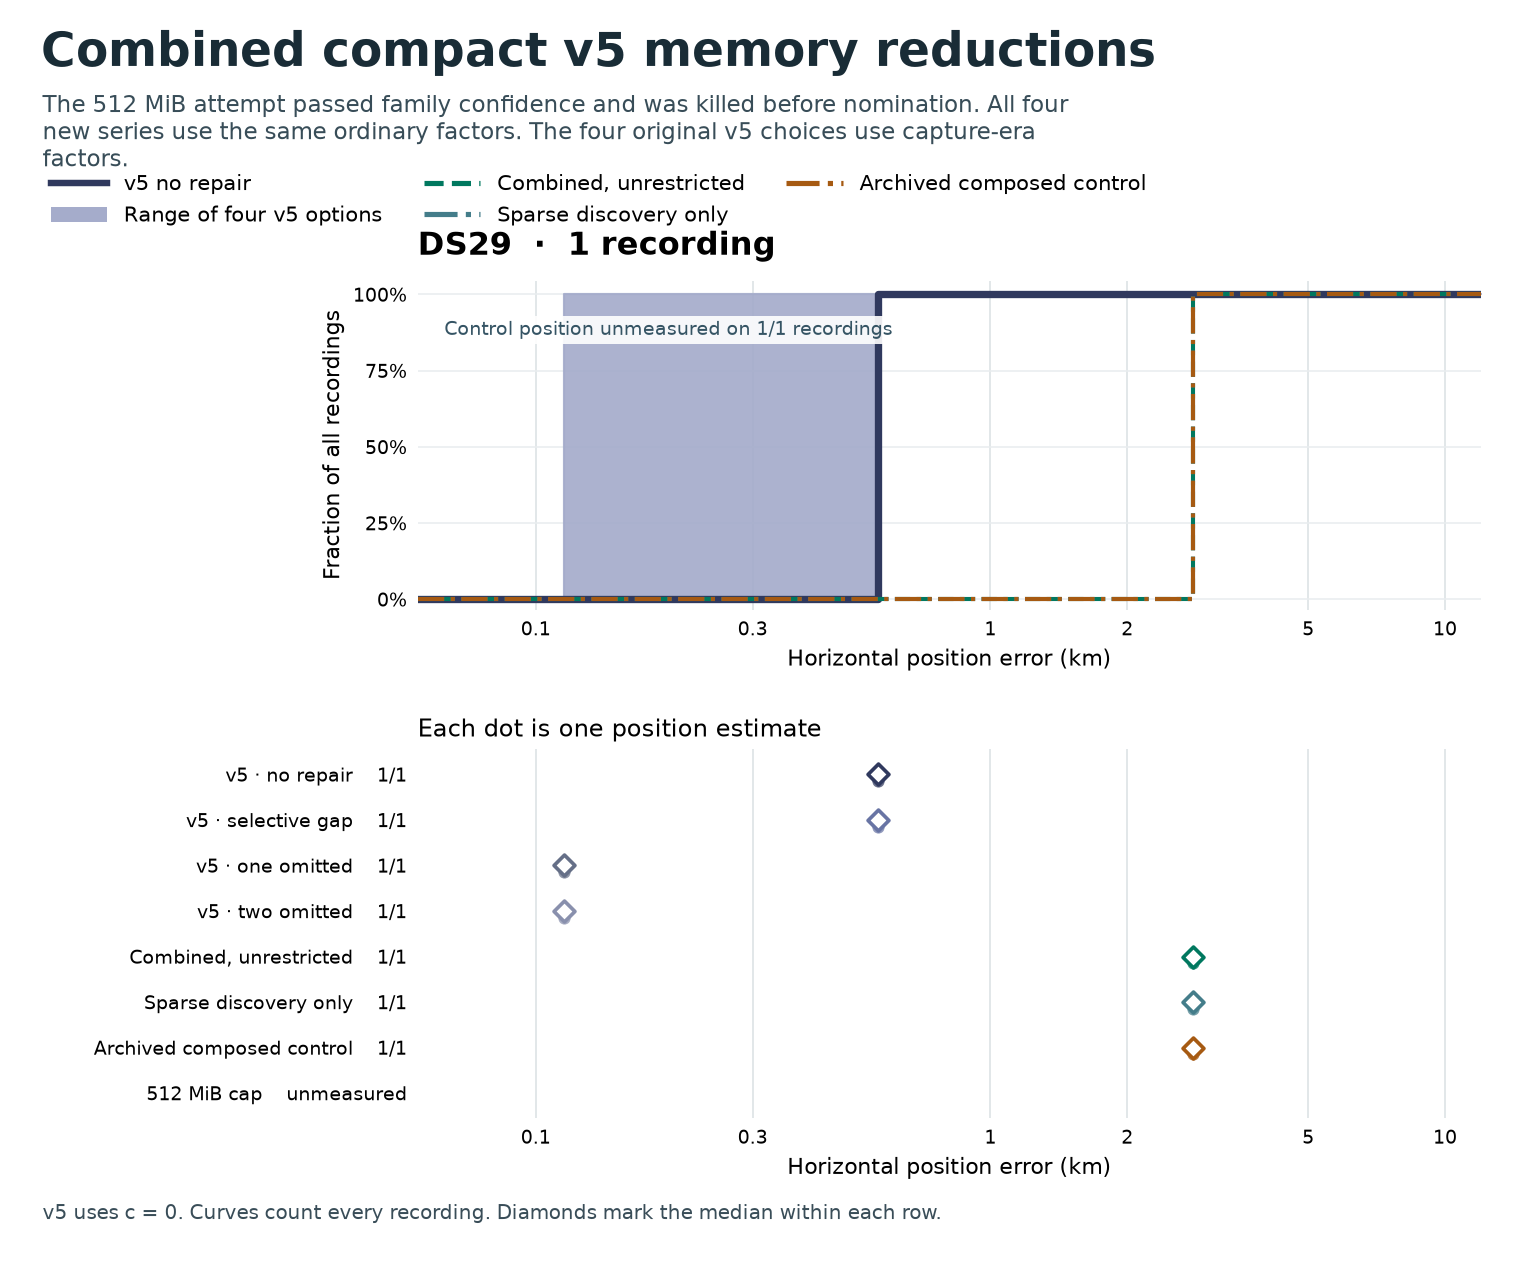 Combined compact v5 memory reductions
The 512 MiB attempt passed family confidence and was killed before nomination. All four
new series use the same ordinary factors. The four original v5 choices use capture-era
factors.
v5 no repair
Combined, unrestricted
Archived composed control
Range of four v5 options
Sparse discovery only
DS29 · 1 recording
100%
Control position unmeasured on 1/1 recordings
75%
50%
25%
0%
Fraction of all recordings
0.1 0.3 1 2 5 10
Horizontal position error (km)
Each dot is one position estimate
v5 · no repair 1/1
v5 · selective gap 1/1
v5 · one omitted 1/1
v5 · two omitted 1/1
Combined, unrestricted 1/1
Sparse discovery only 1/1
Archived composed control 1/1
512 MiB cap unmeasured
0.1 0.3 1 2 5 10
Horizontal position error (km)
v5 uses c = 0. Curves count every recording. Diamonds mark the median within each row.